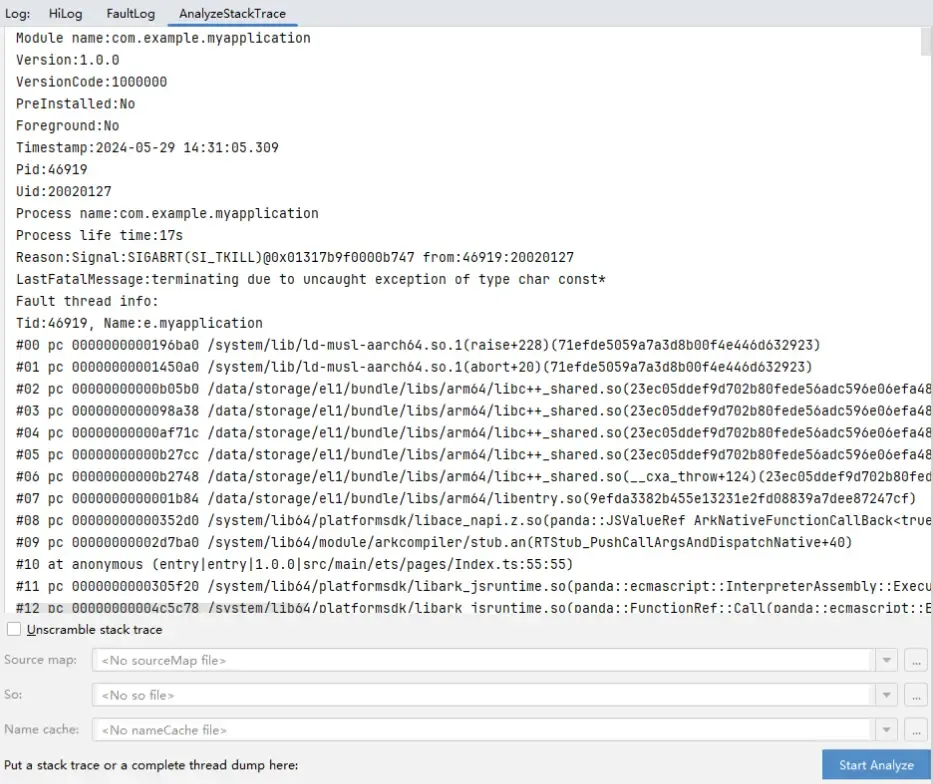 Log: HiLog FaultLog AnalyzeStackTrace
Module name:com.example.myapplication
Version:1.0.0
VersionCode:1000000
PreInstalled:No
Foreground:No
Timestamp:2024-05-29 14:31:05.309
Pid:46919
Uid:20020127
Process name:com.example.myapplication
Process life time:17s
Reason:Signal:SIGABRT(SI_TKILL)@0x01317b9f0000b747 from:46919:20020127
LastFatalMessage:terminating due to uncaught exception of type char const*
Fault thread info:
Tid:46919, Name:e.myapplication
#00 pc 0000000000196ba0 /system/lib/ld-musl-aarch64.so.1(raise+228)(71efde5059a7a3d8b00f4e446d632923)
#01 pc 00000000001450a0 /system/lib/ld-musl-aarch64.so.1(abort+20)(71efde5059a7a3d8b00f4e446d632923)
#02 pc 00000000000b05b0 /data/storage/el1/bundle/libs/arm64/libc++_shared.so(23ec05ddef9d702b80fede56adc596e06efa48
#03 pc 0000000000098a38 /data/storage/el1/bundle/libs/arm64/libc++_shared.so(23ec05ddef9d702b80fede56adc596e06efa48
#04 pc 00000000000af71c /data/storage/el1/bundle/libs/arm64/libc++_shared.so(23ec05ddef9d702b80fede56adc596e06efa48
#05 pc 00000000000b27cc /data/storage/el1/bundle/libs/arm64/libc++_shared.so(23ec05ddef9d702b80fede56adc596e06efa48
#06 pc 00000000000b2748 /data/storage/el1/bundle/libs/arm64/libc++_shared.so(__cxa_throw+124)(23ec05ddef9d702b80fed
#07 pc 0000000000001b84 /data/storage/el1/bundle/libs/arm64/libentry.so(9efda3382b455e13231e2fd08839a7dee87247cf)
#08 pc 00000000000352d0 /system/lib64/platformsdk/libace_napi.z.so(panda::JSValueRef ArkNativeFunctionCallBack<true
#09 pc 00000000002d7ba0 /system/lib64/module/arkcompiler/stub.an(RTStub_PushCallArgsAndDispatchNative+40)
#10 at anonymous (entry|entry|1.0.0|src/main/ets/pages/Index.ts:55:55)
#11 pc 0000000000305f20 /system/lib64/platformsdk/libark_jsruntime.so(panda::ecmascript::InterpreterAssembly::Execu
#12 pc 00000000004c5c78 /system/lib64/platformsdk/libark_jsruntime.so(panda::FunctionRef::Call(panda::ecmascript::E
Unscramble stack trace
Source map: <No sourceMap file> ...
So: <No so file> ...
Name cache: <No nameCache file> ...
Put a stack trace or a complete thread dump here: Start Analyze